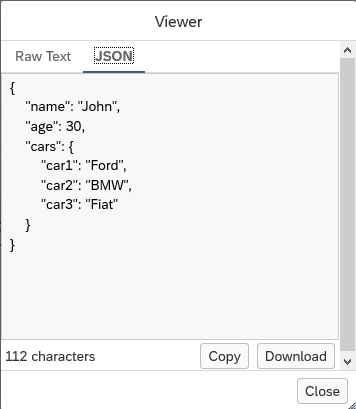 Viewer
Raw Text JSON
{
    "name": "John",
    "age": 30,
    "cars": {
        "car1": "Ford",
        "car2": "BMW",
        "car3": "Fiat"
    }
}
112 characters Copy Download
Close